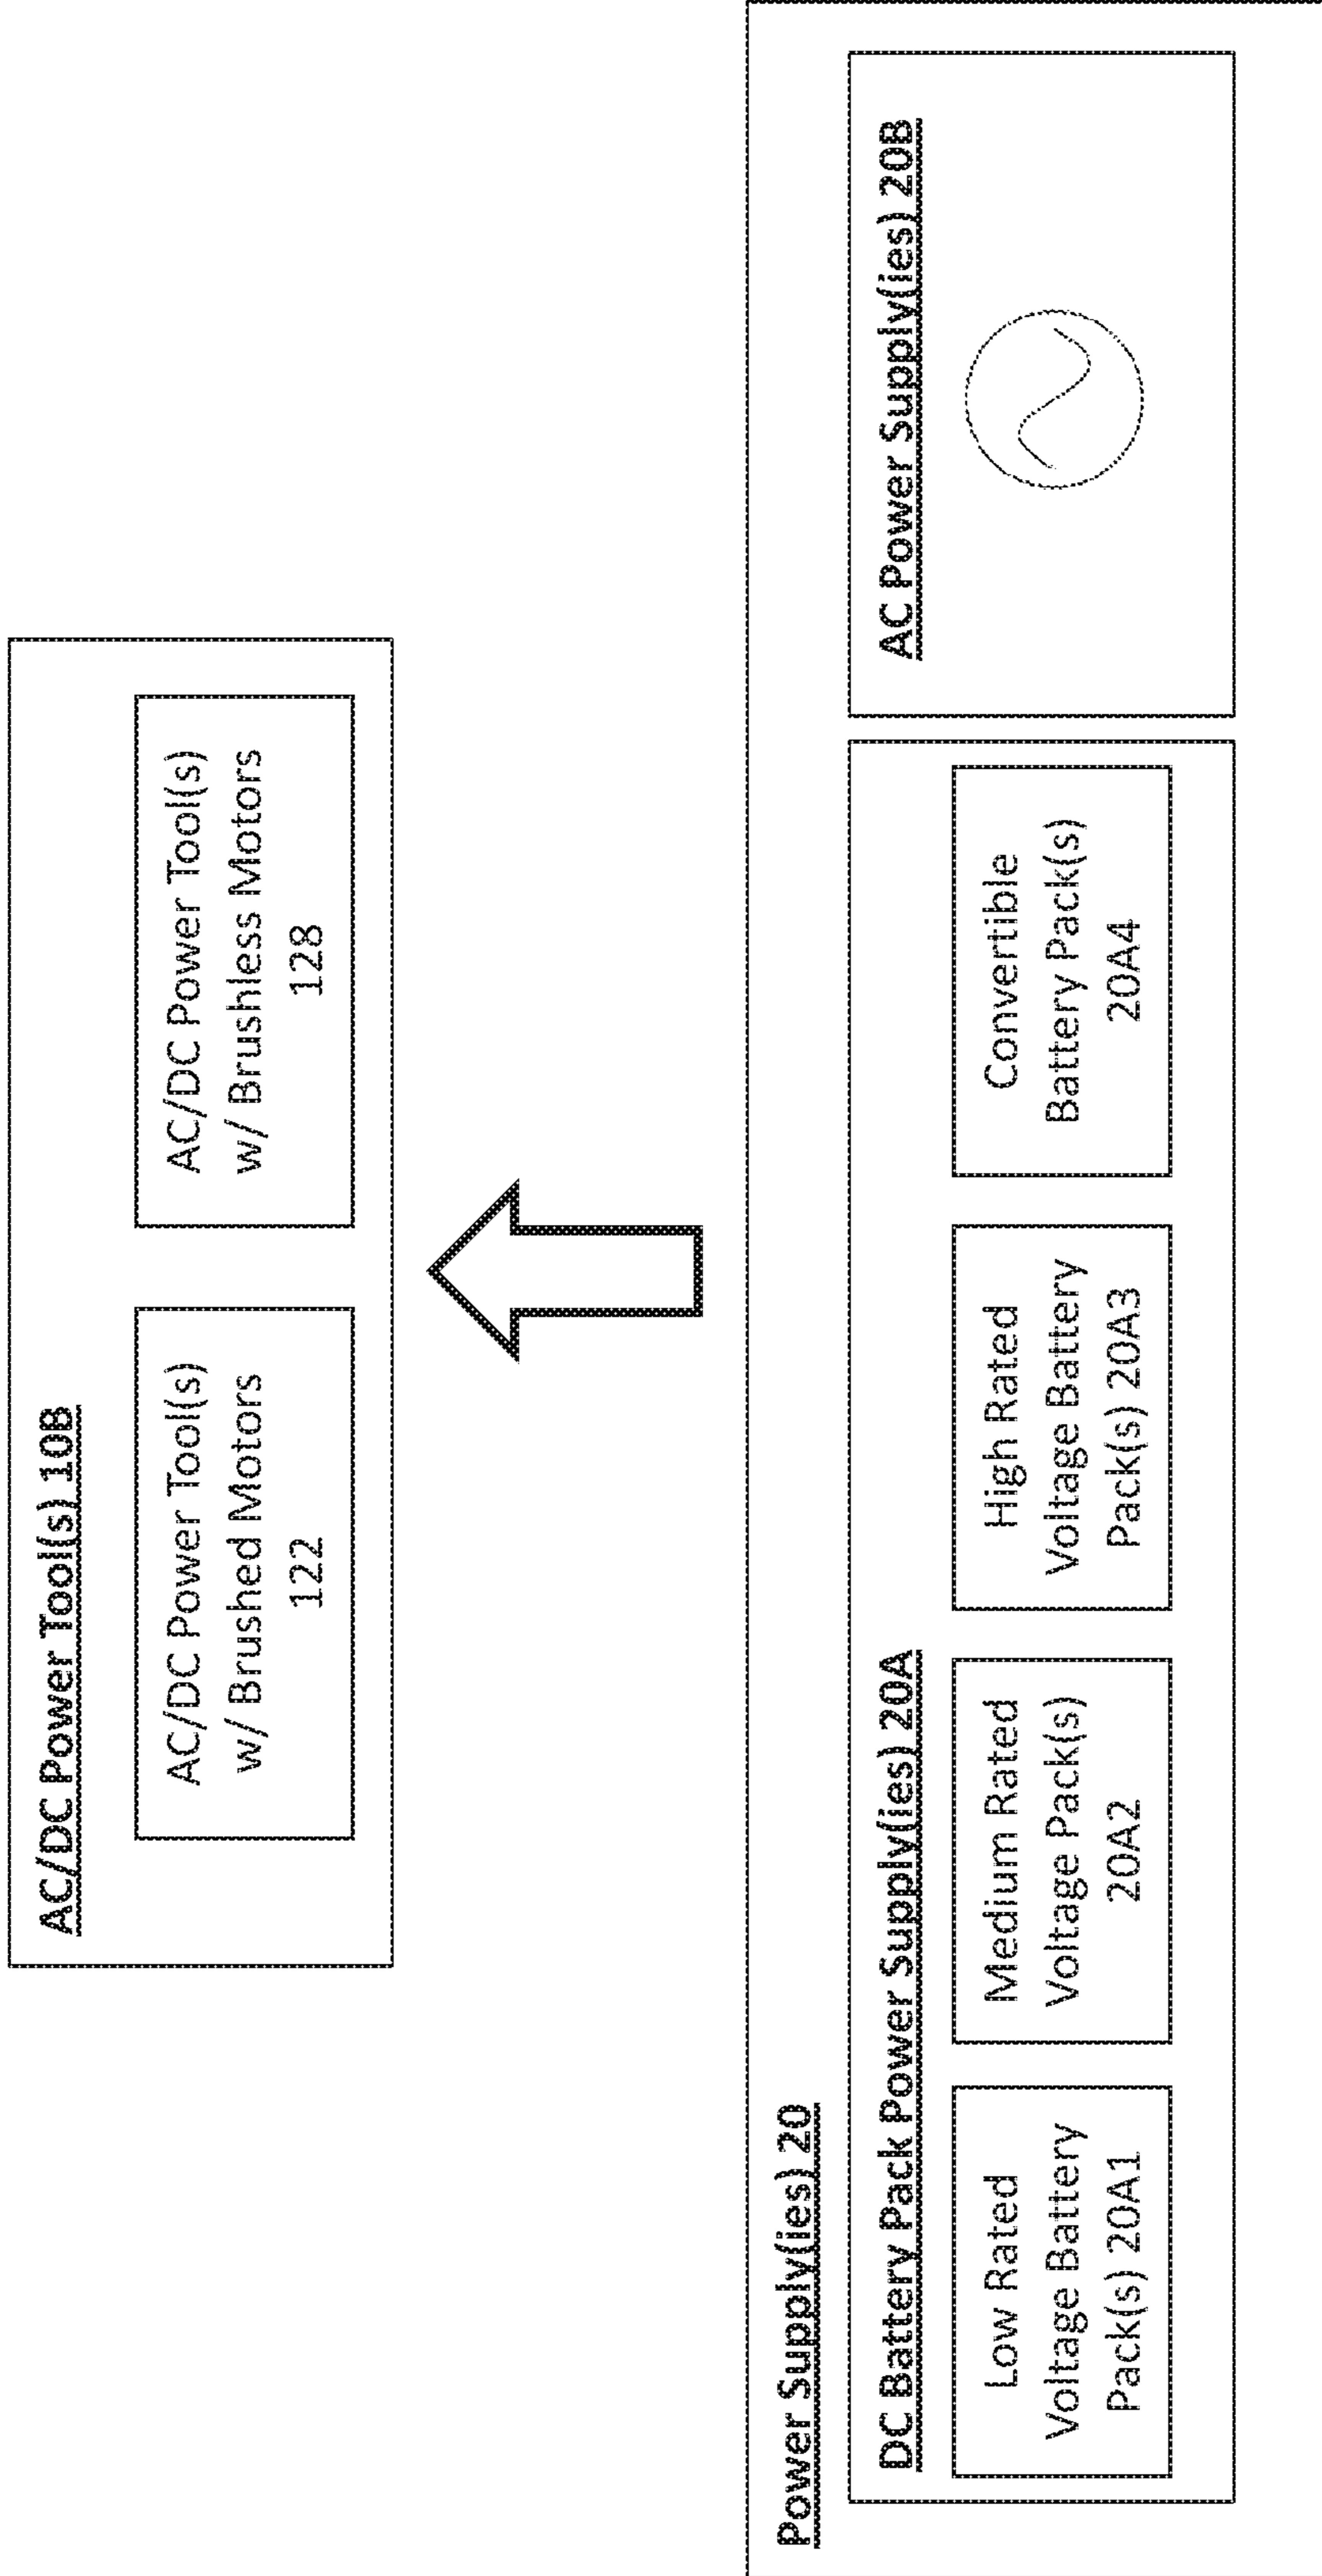 AC/DC Power Tool(s) 10B
AC/DC Power Tool(s)
w/ Brushed Motors
122
AC/DC Power Tool(s)
w/ Brushless Motors
128
Power Supply(ies) 20
DC Battery Pack Power Supply(ies) 20A
Low Rated
Voltage Battery
Pack(s) 20A1
Medium Rated
Voltage Pack(s)
20A2
High Rated
Voltage Battery
Pack(s) 20A3
Convertible
Battery Pack(s)
20A4
AC Power Supply(ies) 20B